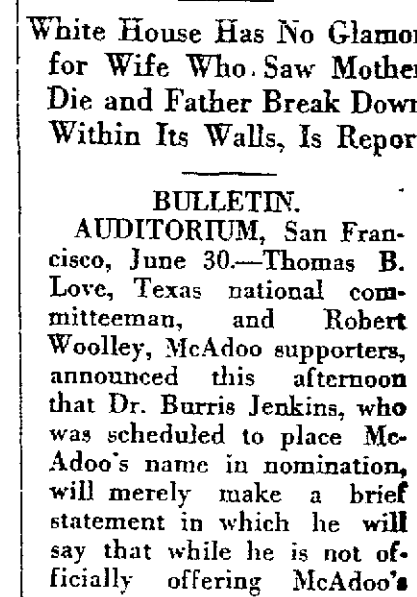 White House Has No Glamor
for Wife Who Saw Mother
Die and Father Break Down
Within Its Walls, Is Repor
BULLETIN.
AUDITORIUM, San Fran-
cisco, June 30.—Thomas B.
Love, Texas national com-
mitteeman, and Robert
Woolley, McAdoo supporters,
announced this afternoon
that Dr. Burris Jenkins, who
was scheduled to place Mc-
Adoo's name in nomination,
will merely make a brief
statement in which he will
say that while he is not of-
ficially offering McAdoo's